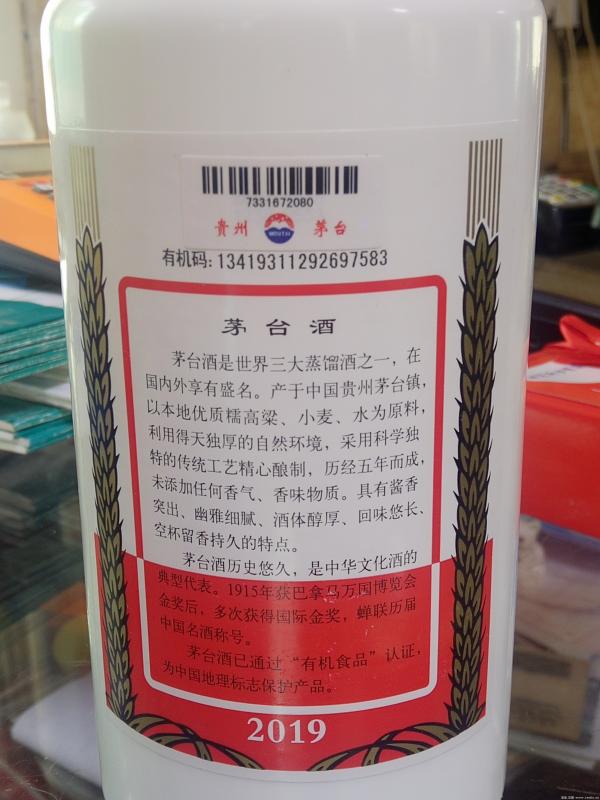 7331672080
贵州 MOUTAI 茅台
有机码: 13419311292697583
茅台酒
茅台酒是世界三大蒸馏酒之一，在
国内外享有盛名。产于中国贵州茅台镇，
以本地优质糯高粱、小麦、水为原料，
利用得天独厚的自然环境，采用科学独
特的传统工艺精心酿制，历经五年而成，
未添加任何香气、香味物质。具有酱香
突出、幽雅细腻、酒体醇厚、回味悠长、
空杯留香持久的特点。
茅台酒历史悠久，是中华文化酒的
典型代表。1915年获巴拿马万国博览会
金奖后，多次获得国际金奖，蝉联历届
中国名酒称号。
茅台酒已通过“有机食品”认证，
为中国地理标志保护产品。
2019